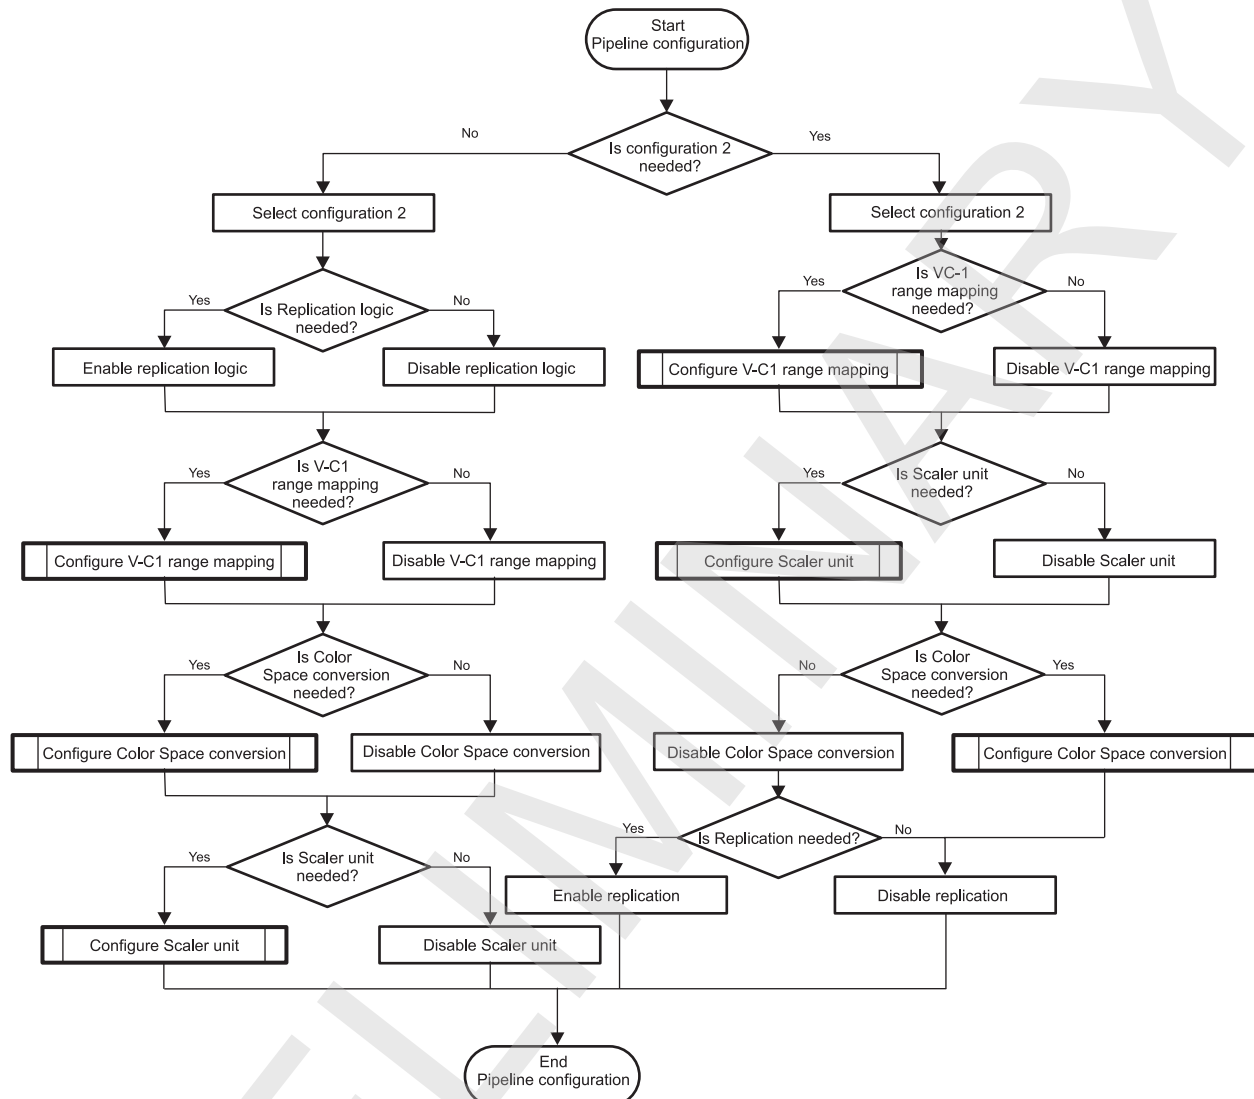 Start
Pipeline configuration
No
Is configuration 2
needed?
Yes
Select configuration 2
Select configuration 2
Yes
Is Replication logic
needed?
No
Yes
Is VC-1
range mapping
needed?
No
Enable replication logic
Disable replication logic
Configure V-C1 range mapping
Disable V-C1 range mapping
Yes
Is V-C1
range mapping
needed?
No
Yes
Is Scaler unit
needed?
No
Configure V-C1 range mapping
Disable V-C1 range mapping
Configure Scaler unit
Disable Scaler unit
Yes
Is Color
Space conversion
needed?
No
No
Is Color
Space conversion
needed?
Yes
Configure Color Space conversion
Disable Color Space conversion
Disable Color Space conversion
Configure Color Space conversion
Yes
Is Scaler unit
needed?
No
Yes
Is Replication needed?
No
Enable replication
Disable replication
Configure Scaler unit
Disable Scaler unit
End
Pipeline configuration
ELIMINARY